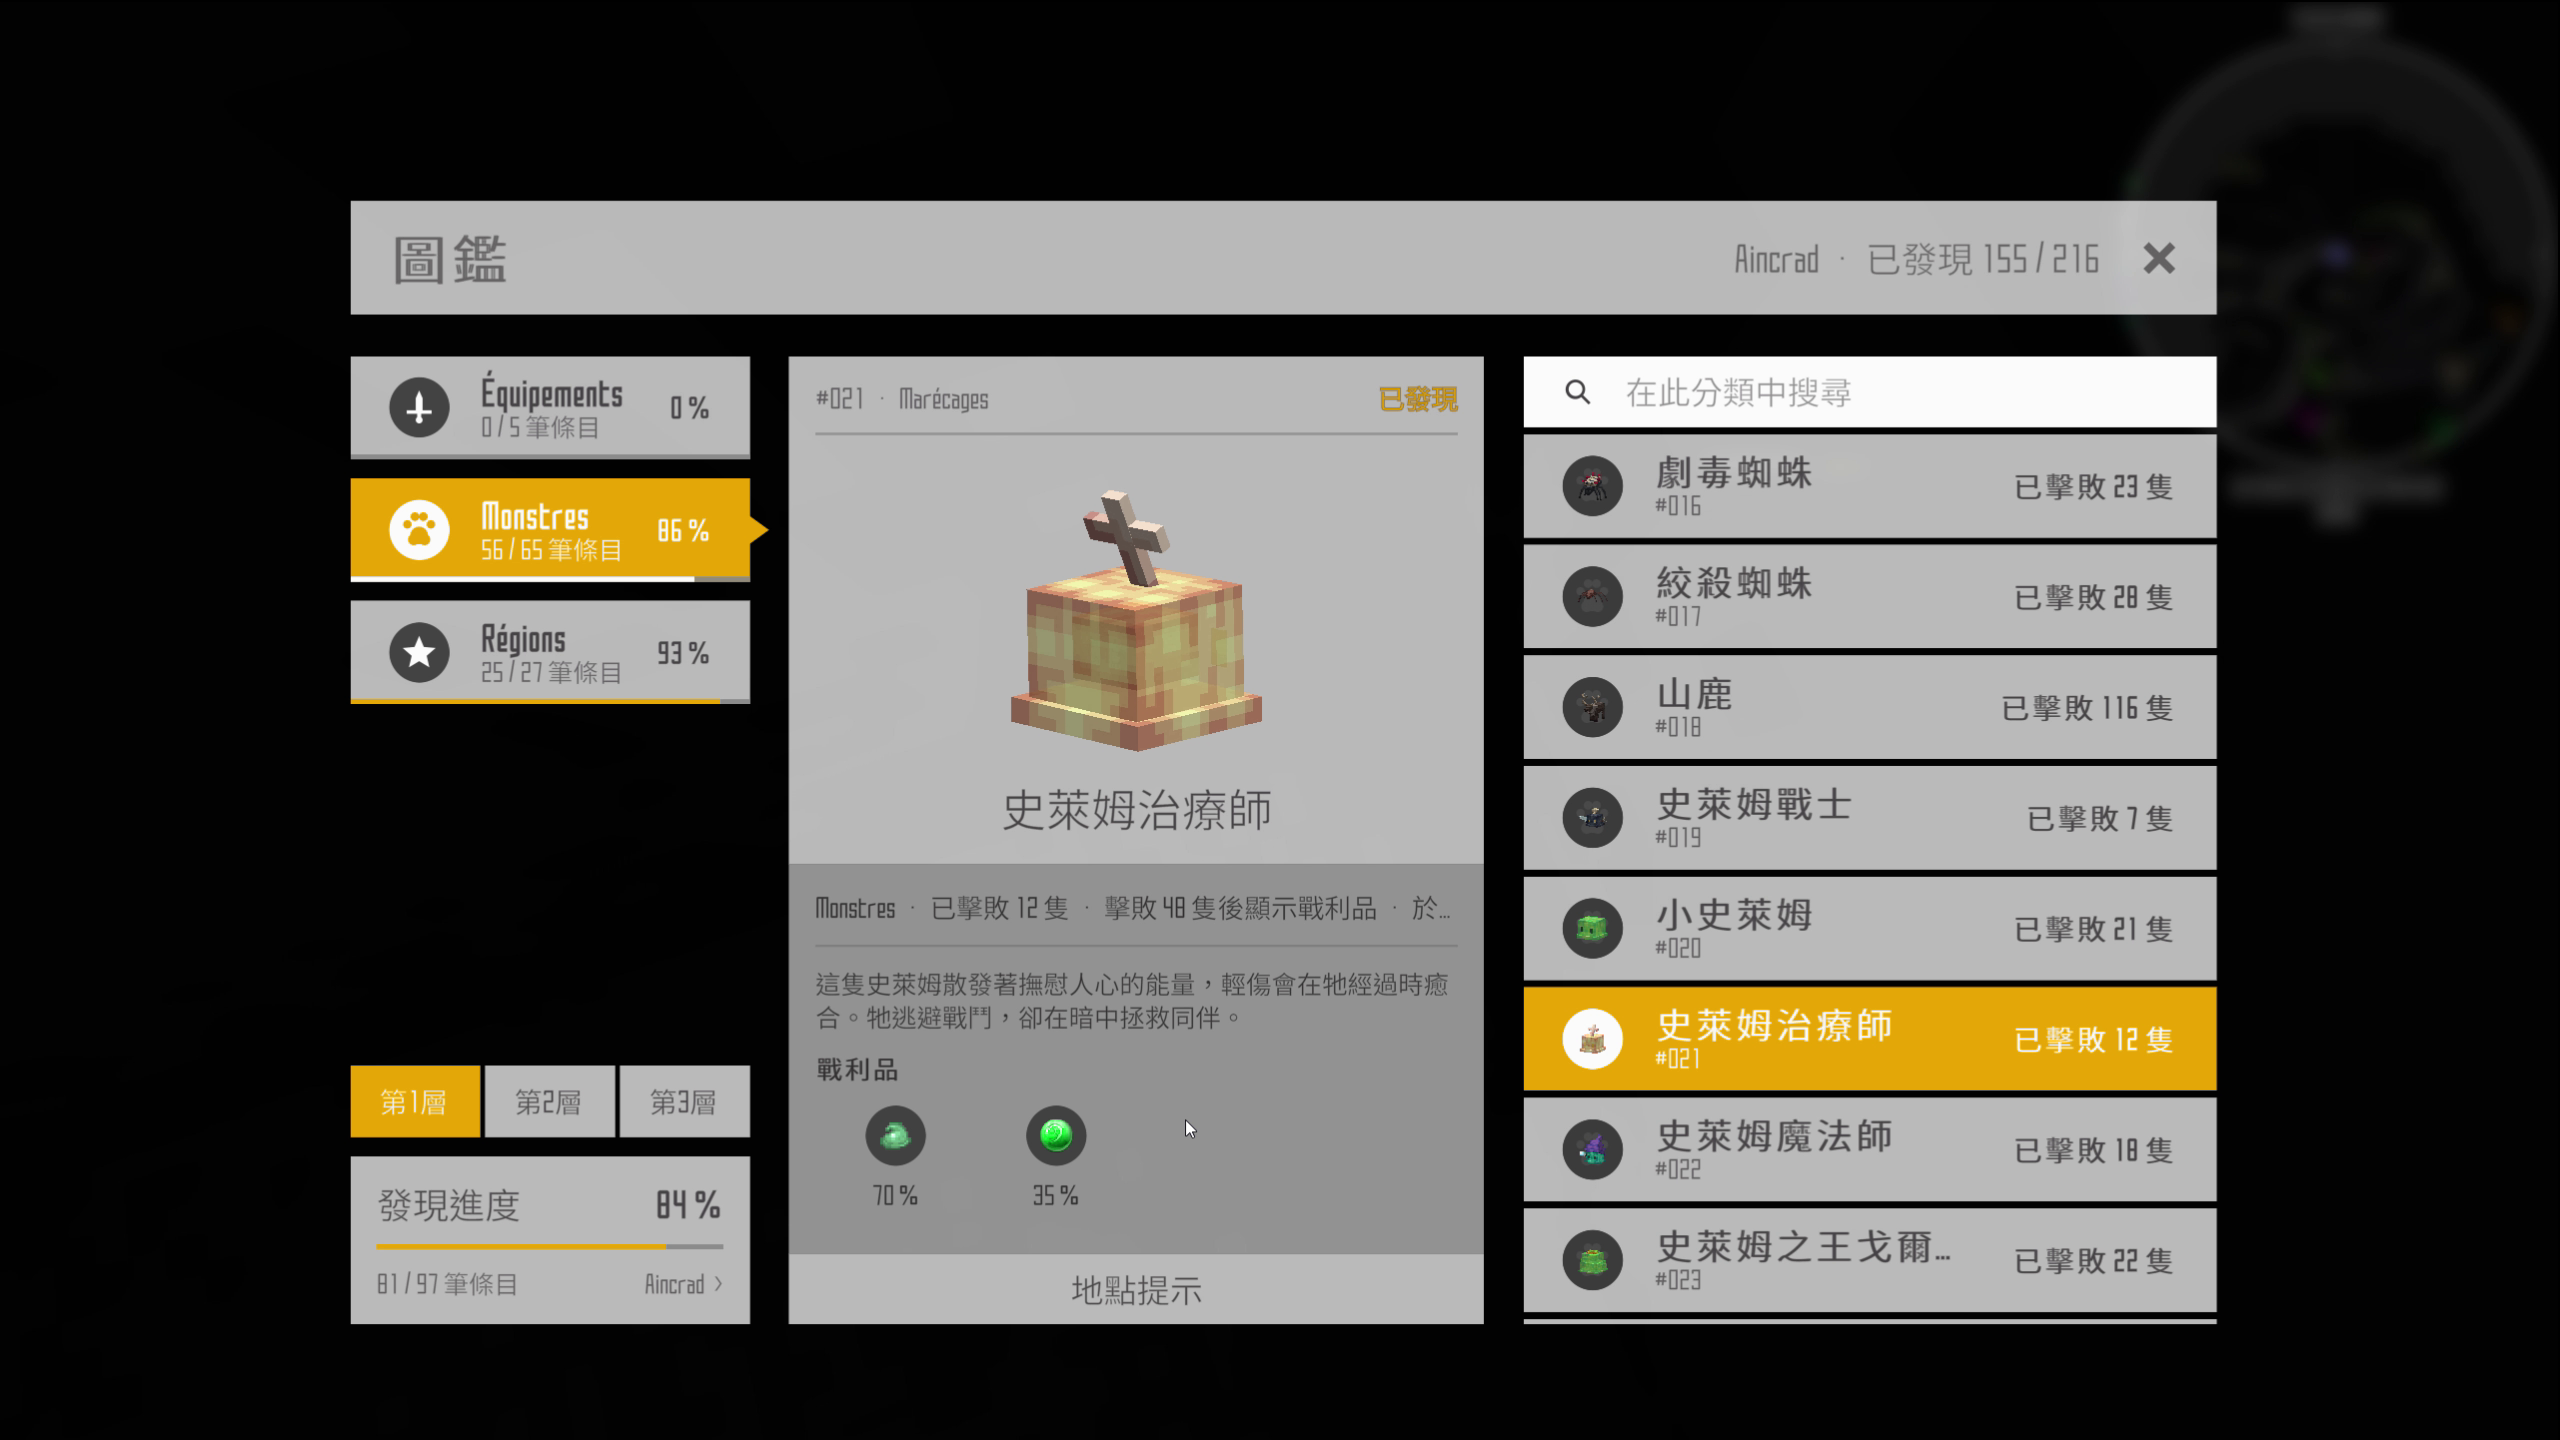 圖鑑
Aincrad · 已發現 155 / 216
Équipements
0 / 5 筆條目
0 %
Monstres
56 / 65 筆條目
86 %
Régions
25 / 27 筆條目
93 %
第1層
第2層
第3層
發現進度
84 %
81 / 97 筆條目
Aincrad >
#021 · Marécages
已發現
史萊姆治療師
Monstres · 已擊敗 12 隻 · 擊敗 48 隻後顯示戰利品 · 於...
這隻史萊姆散發著撫慰人心的能量，輕傷會在牠經過時癒
合。牠逃避戰鬥，卻在暗中拯救同伴。
戰利品
70 %
35 %
地點提示
在此分類中搜尋
劇毒蜘蛛
#016
已擊敗 23 隻
絞殺蜘蛛
#017
已擊敗 28 隻
山鹿
#018
已擊敗 116 隻
史萊姆戰士
#019
已擊敗 7 隻
小史萊姆
#020
已擊敗 21 隻
史萊姆治療師
#021
已擊敗 12 隻
史萊姆魔法師
#022
已擊敗 18 隻
史萊姆之王戈爾...
#023
已擊敗 22 隻